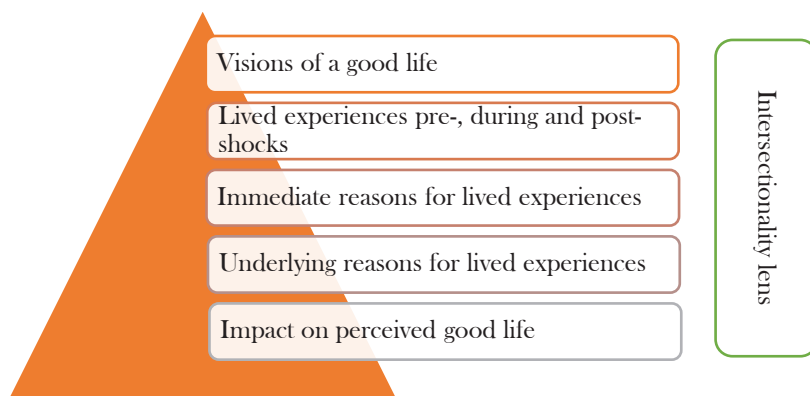 Visions of a good life
Lived experiences pre-, during and post-
shocks
Immediate reasons for lived experiences
Underlying reasons for lived experiences
Impact on perceived good life
Intersectionality lens